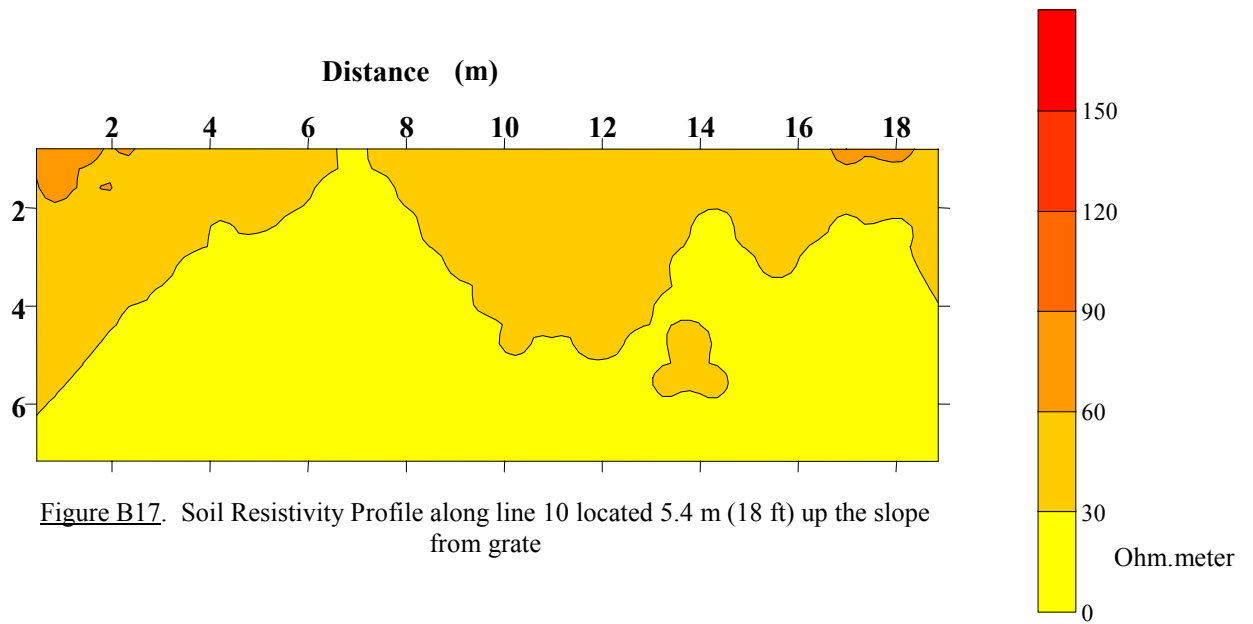 Distance (m)
2 4 6 8 10 12 14 16 18
2
4
6
Figure B17. Soil Resistivity Profile along line 10 located 5.4 m (18 ft) up the slope
from grate
150
120
90
60
30
0
Ohm.meter